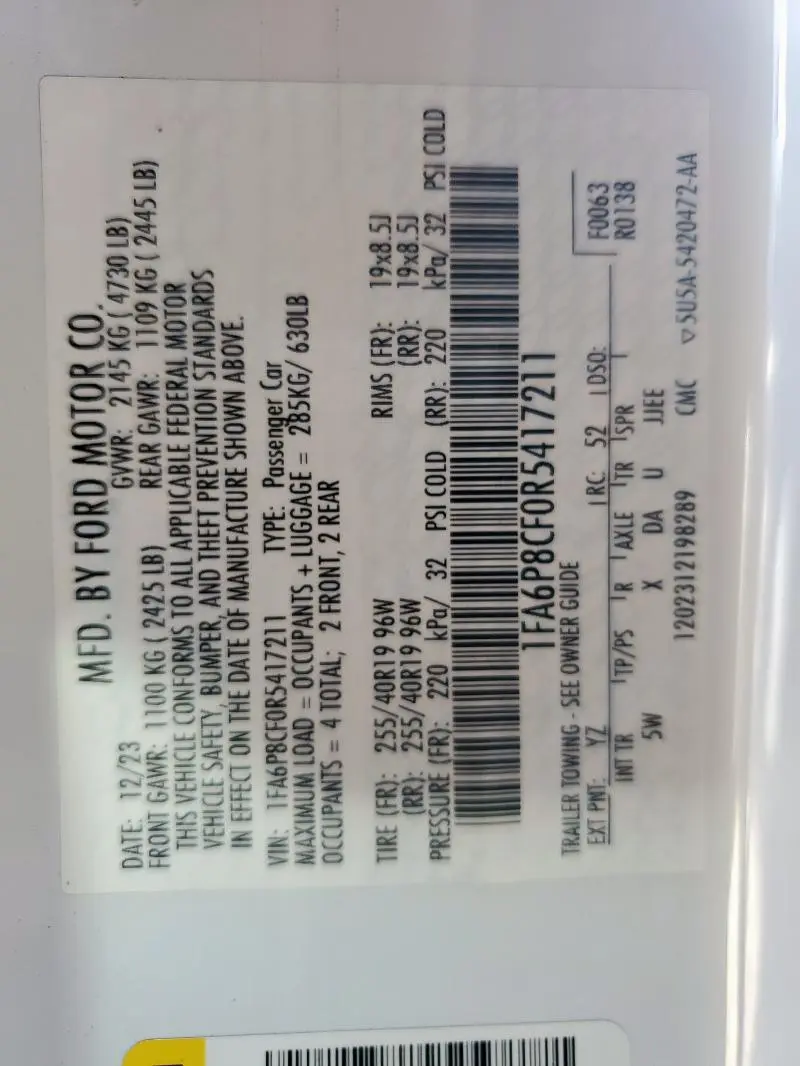 MFD. BY FORD MOTOR CO.
DATE: 12/23 GVWR: 2145 KG ( 4730 LB)
FRONT GAWR: 1100 KG ( 2425 LB) REAR GAWR: 1109 KG ( 2445 LB)
THIS VEHICLE CONFORMS TO ALL APPLICABLE FEDERAL MOTOR
VEHICLE SAFETY, BUMPER, AND THEFT PREVENTION STANDARDS
IN EFFECT ON THE DATE OF MANUFACTURE SHOWN ABOVE.
VIN: 1FA6P8CF0R5417211 TYPE: Passenger Car
MAXIMUM LOAD = OCCUPANTS + LUGGAGE = 285KG/ 630LB
OCCUPANTS = 4 TOTAL; 2 FRONT, 2 REAR
TIRE (FR): 255/40R19 96W RIMS (FR): 19x8.5J
(RR): 255/40R19 96W (RR): 19x8.5J
PRESSURE (FR): 220 kPa/ 32 PSI COLD (RR): 220 kPa/ 32 PSI COLD
1FA6P8CF0R5417211
TRAILER TOWING - SEE OWNER GUIDE F0063
EXT PNT: YZ RC: 52 DSO: R0138
INT TR TP/PS R AXLE TR SPR
5W X DA U JJEE
1202312198289 CMC ▽SU5A-5420472-AA